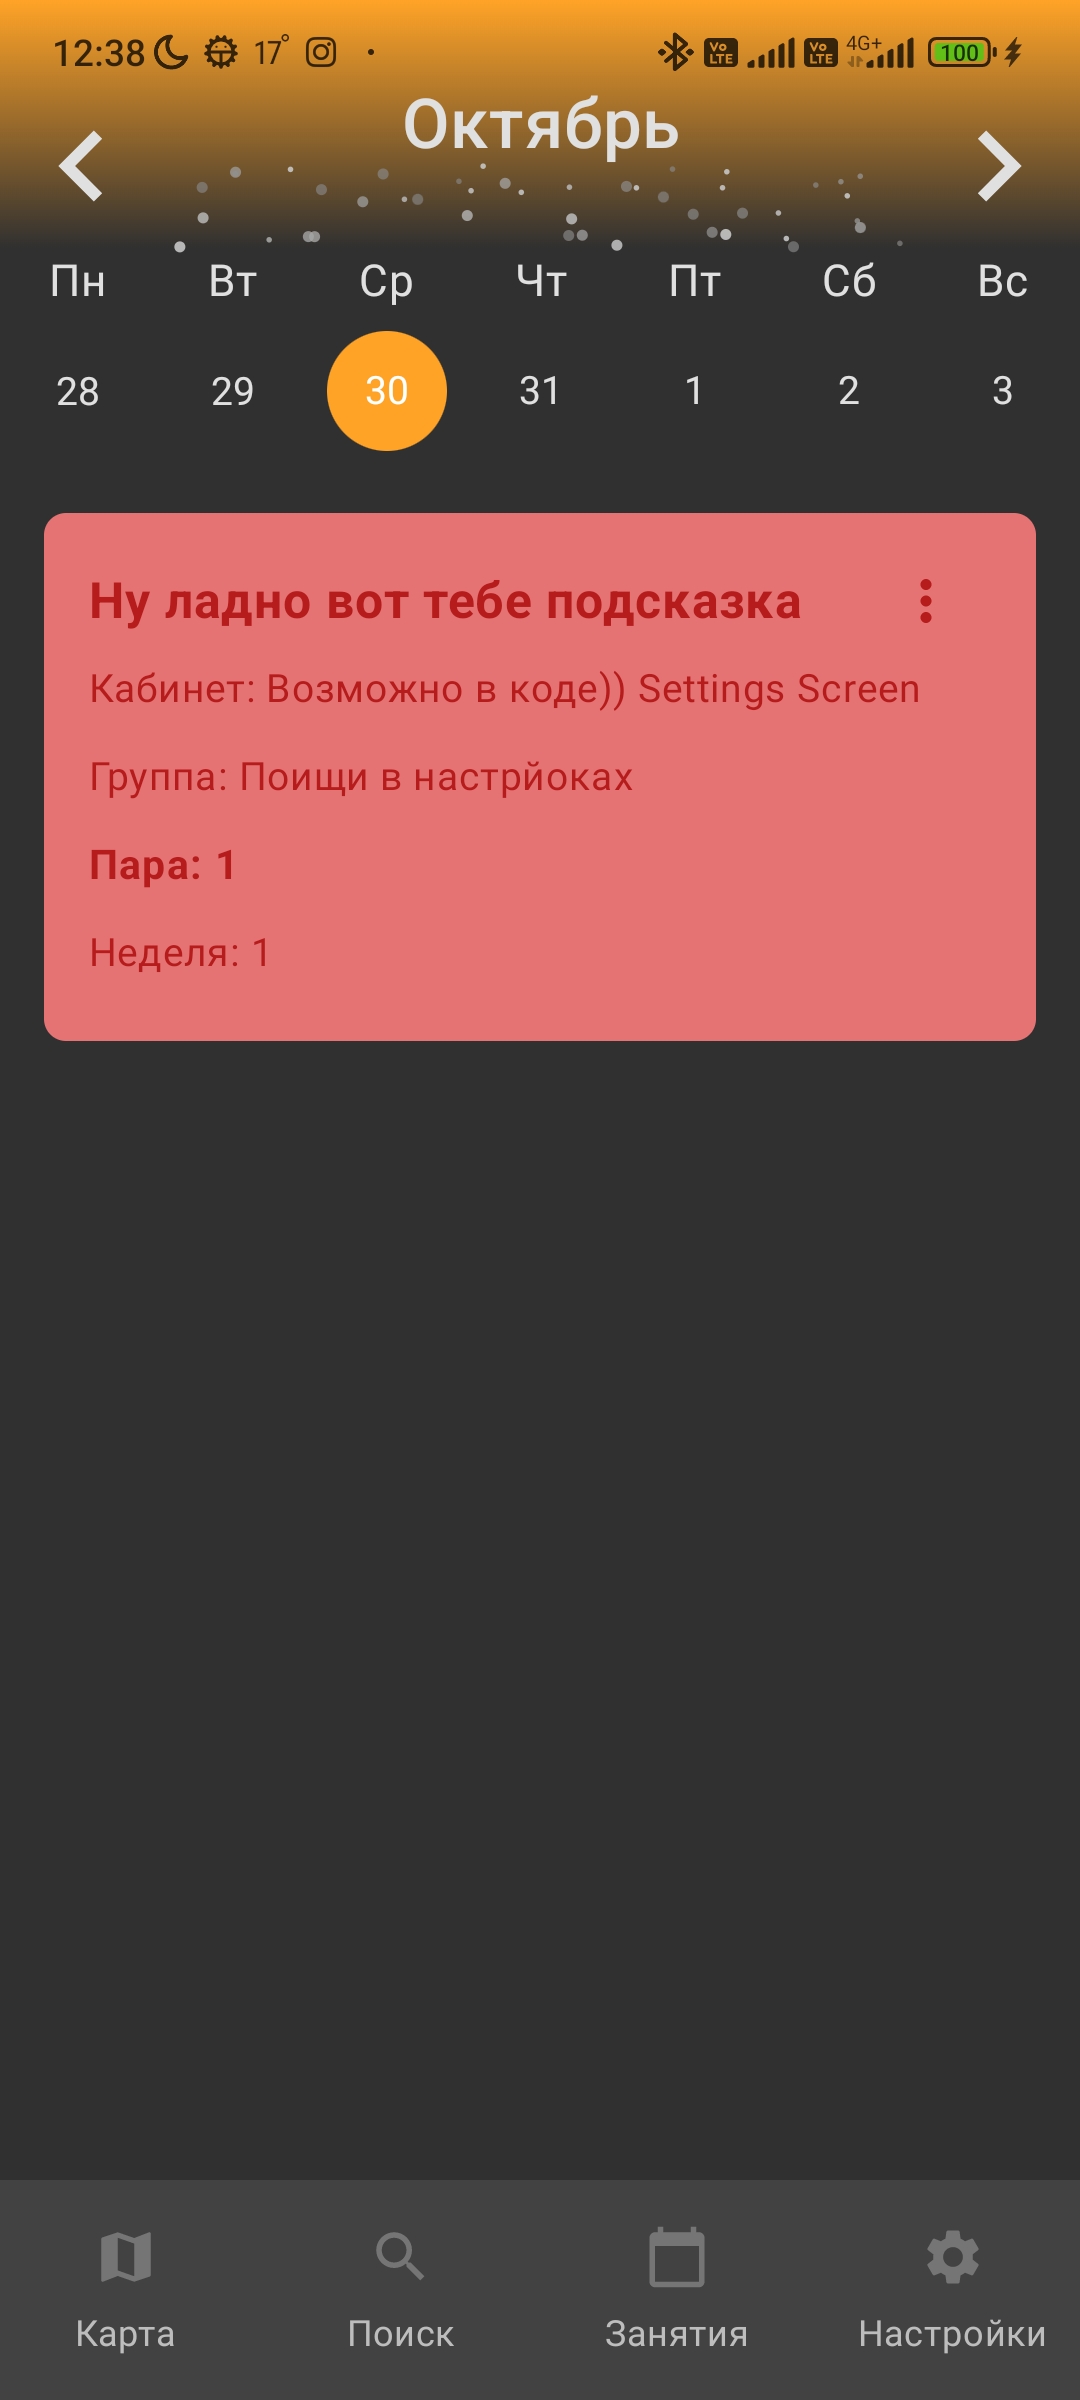 12:38 17° Vo LTE Vo LTE 4G+ 100
Октябрь
Пн Вт Ср Чт Пт Сб Вс
28 29 30 31 1 2 3
Ну ладно вот тебе подсказка
Кабинет: Возможно в коде)) Settings Screen
Группа: Поищи в настрйоках
Пара: 1
Неделя: 1
Карта Поиск Занятия Настройки